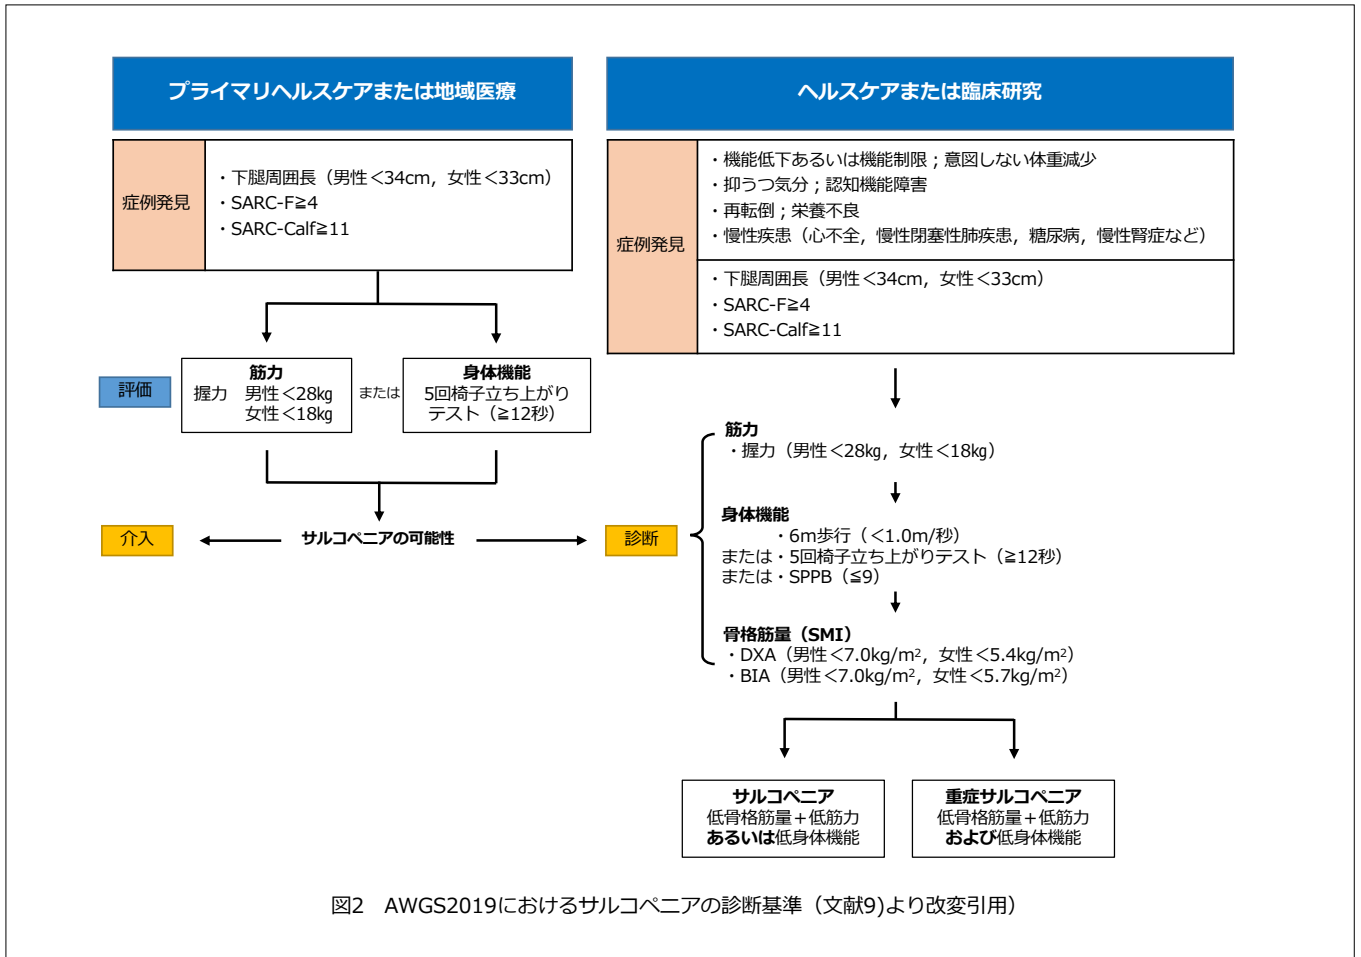 プライマリヘルスケアまたは地域医療
症例発見
・下腿周囲長（男性＜34cm，女性＜33cm）
・SARC-F≧4
・SARC-Calf≧11
評価
筋力
握力　男性＜28㎏
女性＜18㎏
または
身体機能
5回椅子立ち上がり
テスト（≧12秒）
介入
サルコペニアの可能性
診断
ヘルスケアまたは臨床研究
症例発見
・機能低下あるいは機能制限；意図しない体重減少
・抑うつ気分；認知機能障害
・再転倒；栄養不良
・慢性疾患（心不全，慢性閉塞性肺疾患，糖尿病，慢性腎症など）
・下腿周囲長（男性＜34cm，女性＜33cm）
・SARC-F≧4
・SARC-Calf≧11
筋力
・握力（男性＜28㎏，女性＜18㎏）
身体機能
・6m歩行（＜1.0m/秒）
または・5回椅子立ち上がりテスト（≧12秒）
または・SPPB（≦9）
骨格筋量（SMI）
・DXA（男性＜7.0kg/m²，女性＜5.4kg/m²）
・BIA（男性＜7.0kg/m²，女性＜5.7kg/m²）
サルコペニア
低骨格筋量＋低筋力
あるいは低身体機能
重症サルコペニア
低骨格筋量＋低筋力
および低身体機能
図2　AWGS2019におけるサルコペニアの診断基準（文献9)より改変引用）